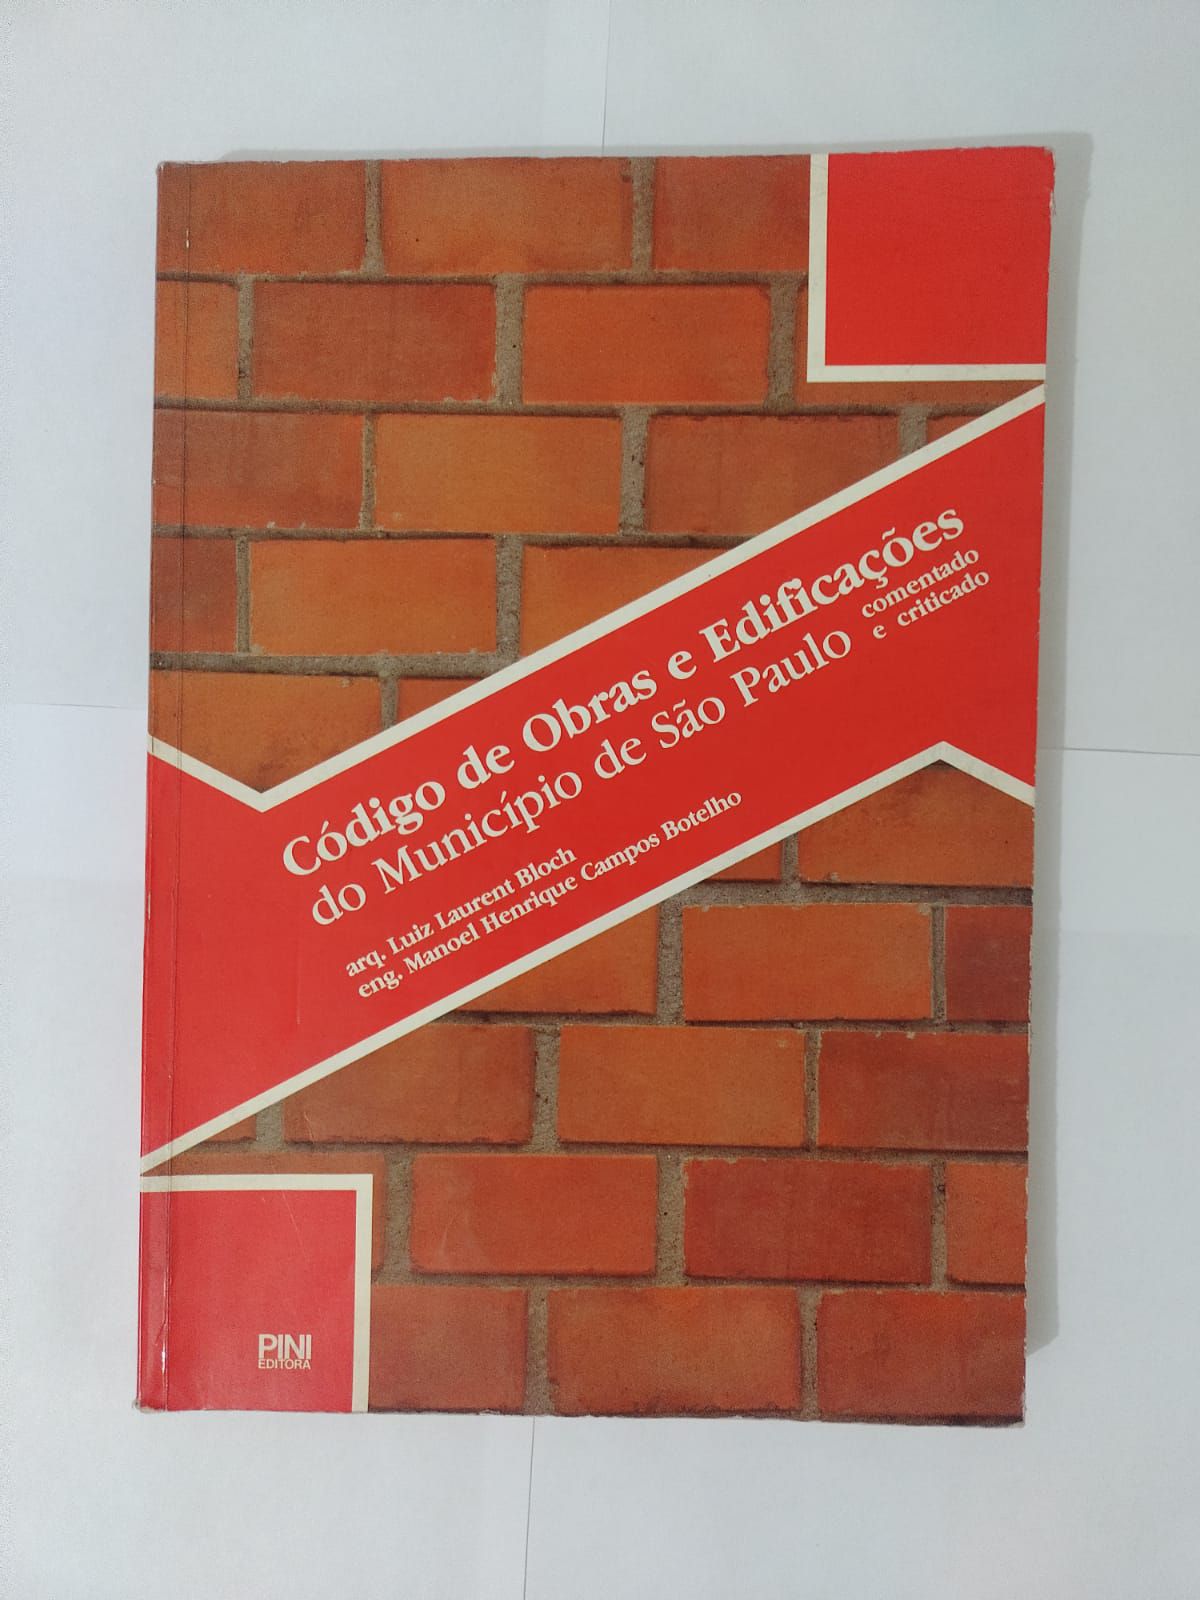 Código de Obras e Edificações
do Município de São Paulo
comentado
e criticado
arq. Luiz Laurent Bloch
eng. Manoel Henrique Campos Botelho
PINI
EDITORA